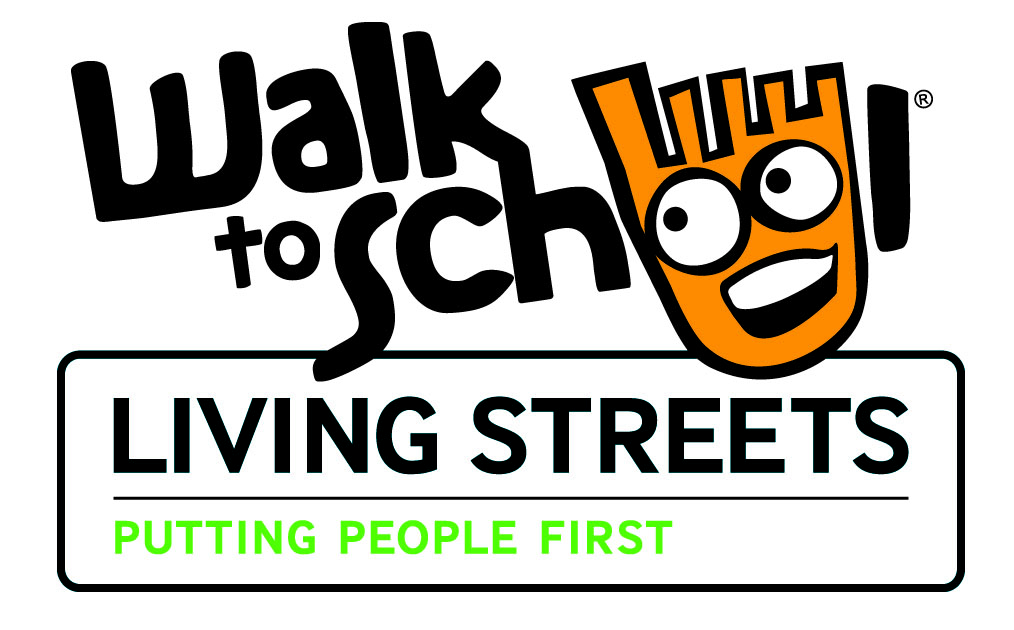 walk
to school®
LIVING STREETS
PUTTING PEOPLE FIRST